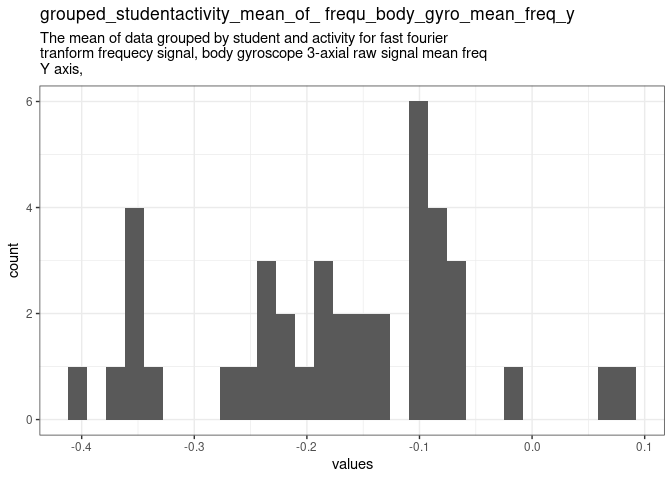 grouped_studentactivity_mean_of_ frequ_body_gyro_mean_freq_y
The mean of data grouped by student and activity for fast fourier
tranform frequecy signal, body gyroscope 3-axial raw signal mean freq
Y axis,
6
4
2
0
count
-0.4 -0.3 -0.2 -0.1 0.0 0.1
values